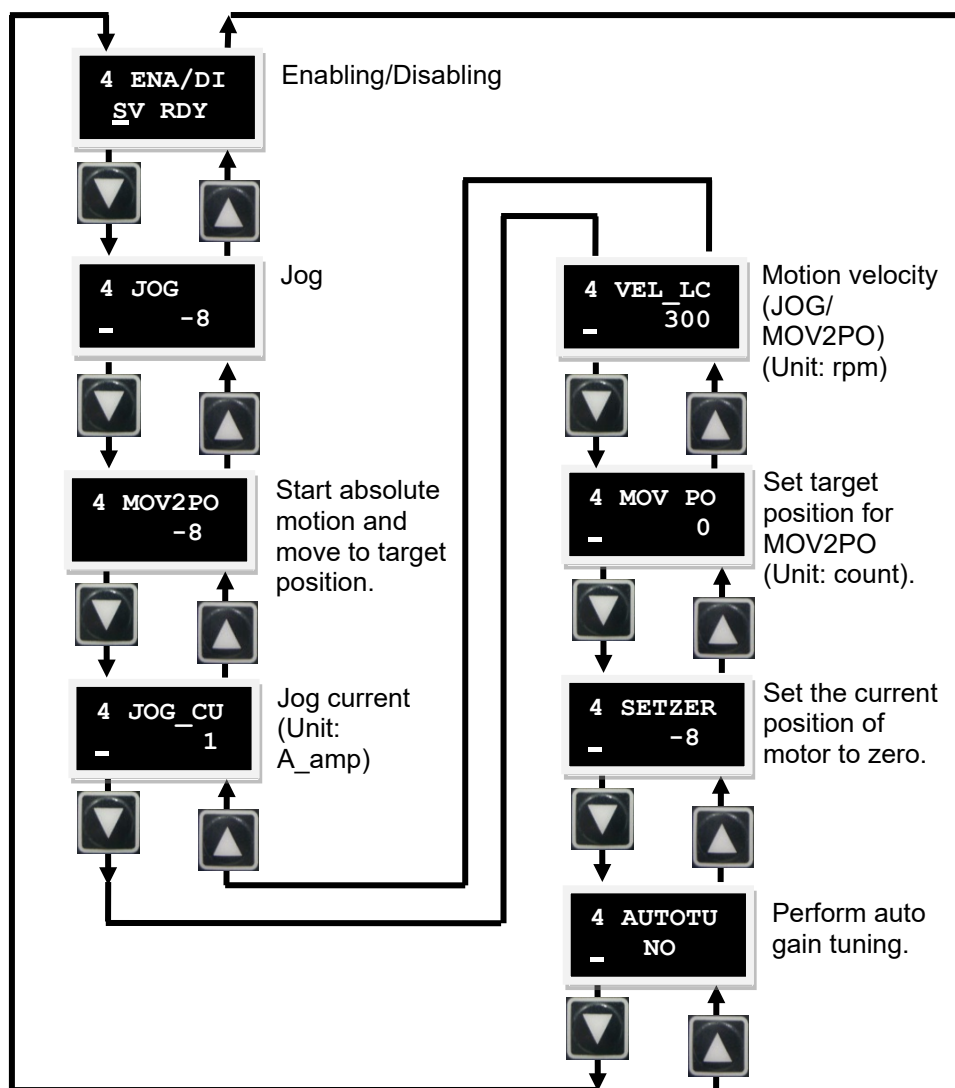 4 ENA/DI
SV RDY
Enabling/Disabling
4 JOG
-8
Jog
4 MOV2PO
-8
Start absolute
motion and
move to target
position.
4 JOG_CU
1
Jog current
(Unit:
A_amp)
4 VEL_LC
300
Motion velocity
(JOG/
MOV2PO)
(Unit: rpm)
4 MOV PO
0
Set target
position for
MOV2PO
(Unit: count).
4 SETZER
-8
Set the current
position of
motor to zero.
4 AUTOTU
NO
Perform auto
gain tuning.